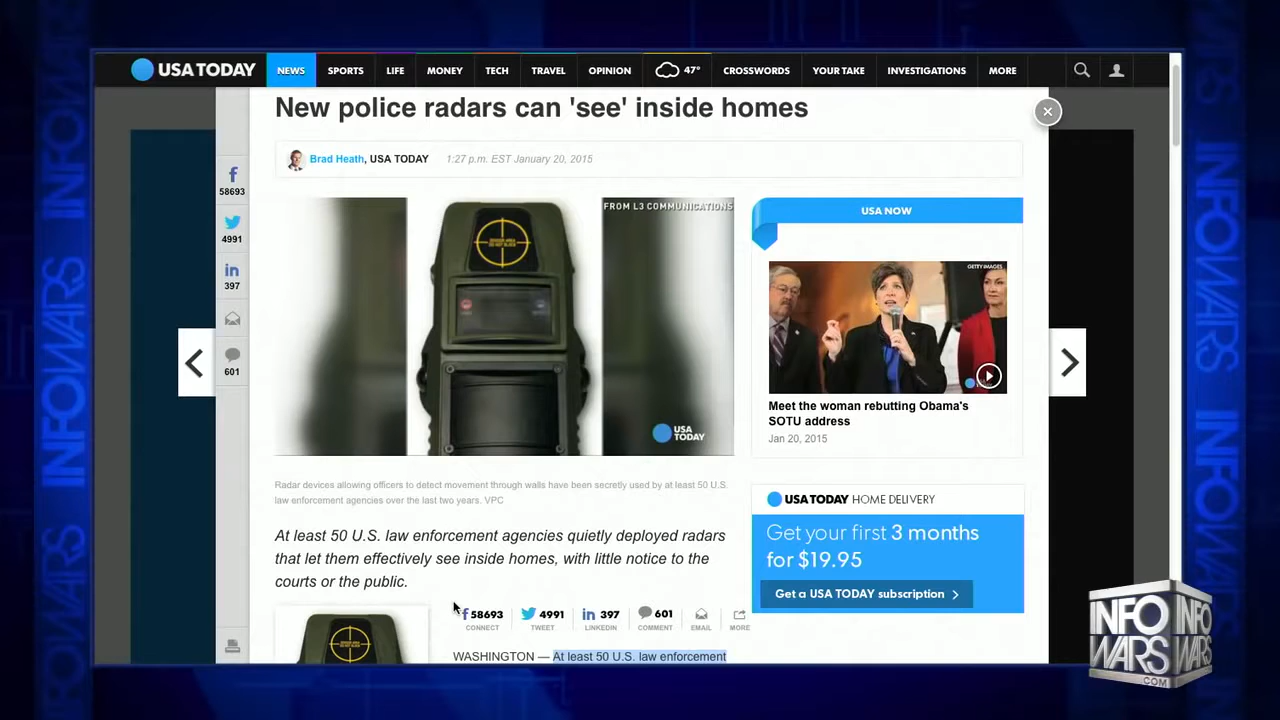 USA TODAY
NEWS
SPORTS
LIFE
MONEY
TECH
TRAVEL
OPINION
47°
CROSSWORDS
YOUR TAKE
INVESTIGATIONS
MORE
New police radars can 'see' inside homes
Brad Heath, USA TODAY 1:27 p.m. EST January 20, 2015
58693
4991
397
601
FROM L3 COMMUNICATIONS
USA
TODAY
Radar devices allowing officers to detect movement through walls have been secretly used by at least 50 U.S.
law enforcement agencies over the last two years. VPC
At least 50 U.S. law enforcement agencies quietly deployed radars
that let them effectively see inside homes, with little notice to the
courts or the public.
58693
CONNECT
4991
TWEET
397
LINKEDIN
601
COMMENT
EMAIL
MORE
WASHINGTON — At least 50 U.S. law enforcement
USA NOW
GETTY IMAGES
Meet the woman rebutting Obama's
SOTU address
Jan 20, 2015
USA TODAY HOME DELIVERY
Get your first 3 months
for $19.95
Get a USA TODAY subscription
INFOWARS
INFOWARS
INFO
WARS
.COM
INFO
WARS